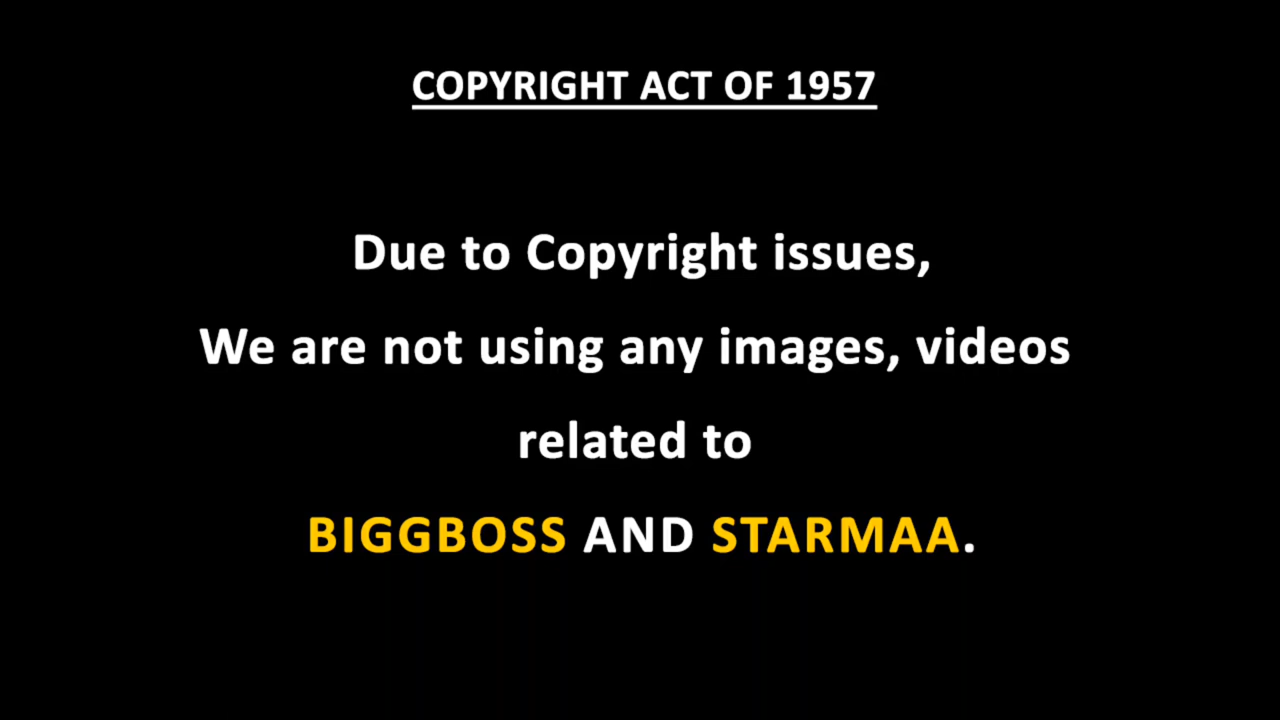 COPYRIGHT ACT OF 1957
Due to Copyright issues,
We are not using any images, videos
related to
BIGGBOSS AND STARMAA.